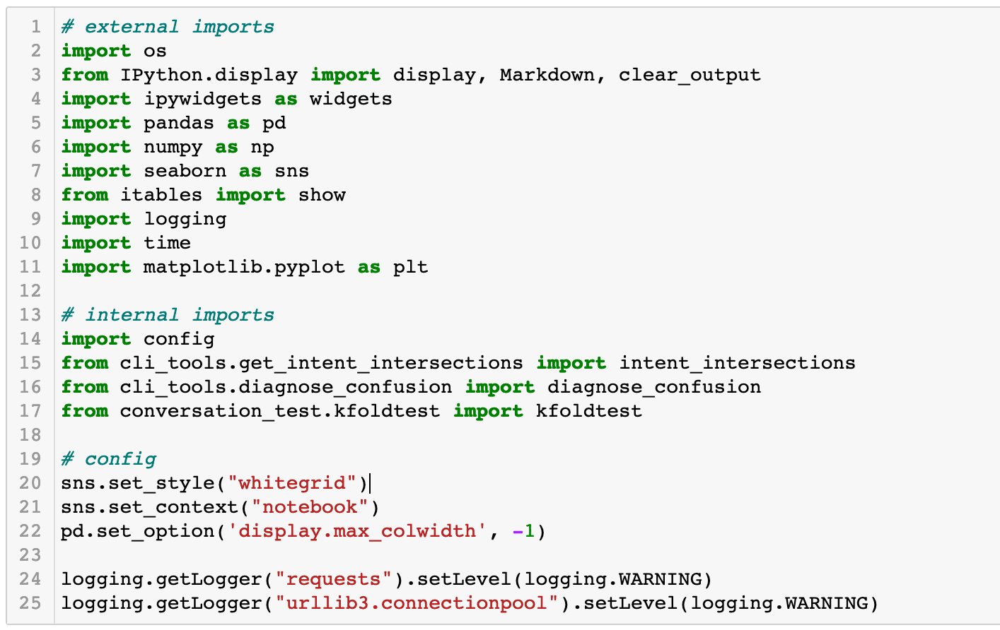 1 # external imports
2 import os
3 from IPython.display import display, Markdown, clear_output
4 import ipywidgets as widgets
5 import pandas as pd
6 import numpy as np
7 import seaborn as sns
8 from itables import show
9 import logging
10 import time
11 import matplotlib.pyplot as plt
12
13 # internal imports
14 import config
15 from cli_tools.get_intent_intersections import intent_intersections
16 from cli_tools.diagnose_confusion import diagnose_confusion
17 from conversation_test.kfoldtest import kfoldtest
18
19 # config
20 sns.set_style("whitegrid")
21 sns.set_context("notebook")
22 pd.set_option('display.max_colwidth', -1)
23
24 logging.getLogger("requests").setLevel(logging.WARNING)
25 logging.getLogger("urllib3.connectionpool").setLevel(logging.WARNING)